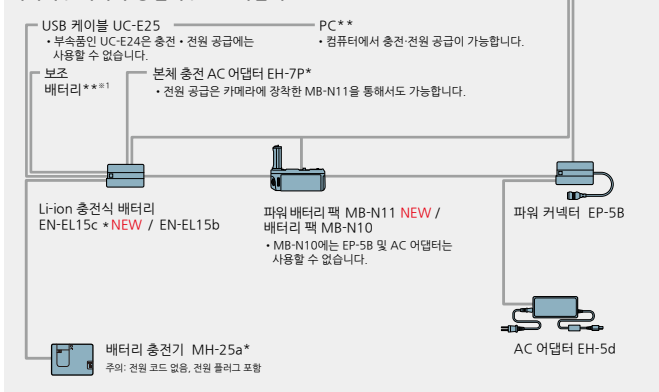 USB 케이블 UC-E25
• 부속품인 UC-E24은 충전 • 전원 공급에는
사용할 수 없습니다.
PC**
• 컴퓨터에서 충전·전원 공급이 가능합니다.
보조
배터리**※1
본체 충전 AC 어댑터 EH-7P*
• 전원 공급은 카메라에 장착한 MB-N11을 통해서도 가능합니다.
Li-ion 충전식 배터리
EN-EL15c *NEW / EN-EL15b
파워 배터리 팩 MB-N11 NEW /
배터리 팩 MB-N10
• MB-N10에는 EP-5B 및 AC 어댑터는
사용할 수 없습니다.
파워 커넥터 EP-5B
배터리 충전기 MH-25a*
주의: 전원 코드 없음, 전원 플러그 포함
AC 어댑터 EH-5d